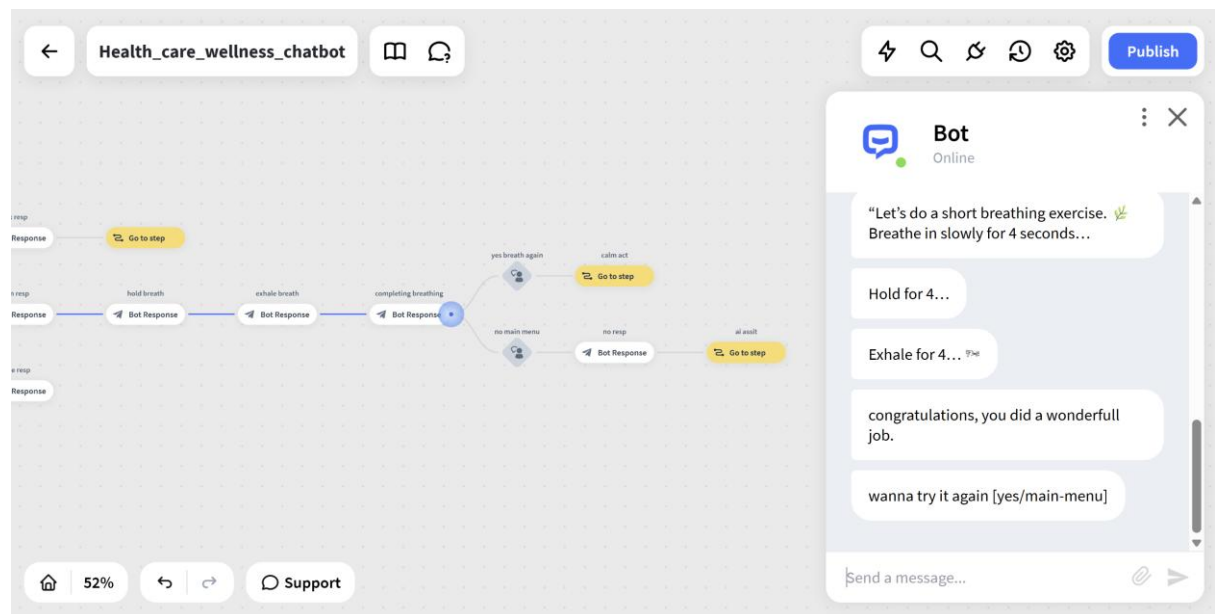 Health_care_wellness_chatbot
Publish
Bot
Online
“Let’s do a short breathing exercise. 🌿
Breathe in slowly for 4 seconds…
Hold for 4…
Exhale for 4…
congratulations, you did a wonderfull
job.
wanna try it again [yes/main-menu]
Send a message...
resp
Response
Go to step
yes breath again
calm act
Go to step
resp
Response
hold breath
Bot Response
exhale breath
Bot Response
completing breathing
Bot Response
no main menu
no resp
Bot Response
ai assit
Go to step
resp
Response
52%
Support